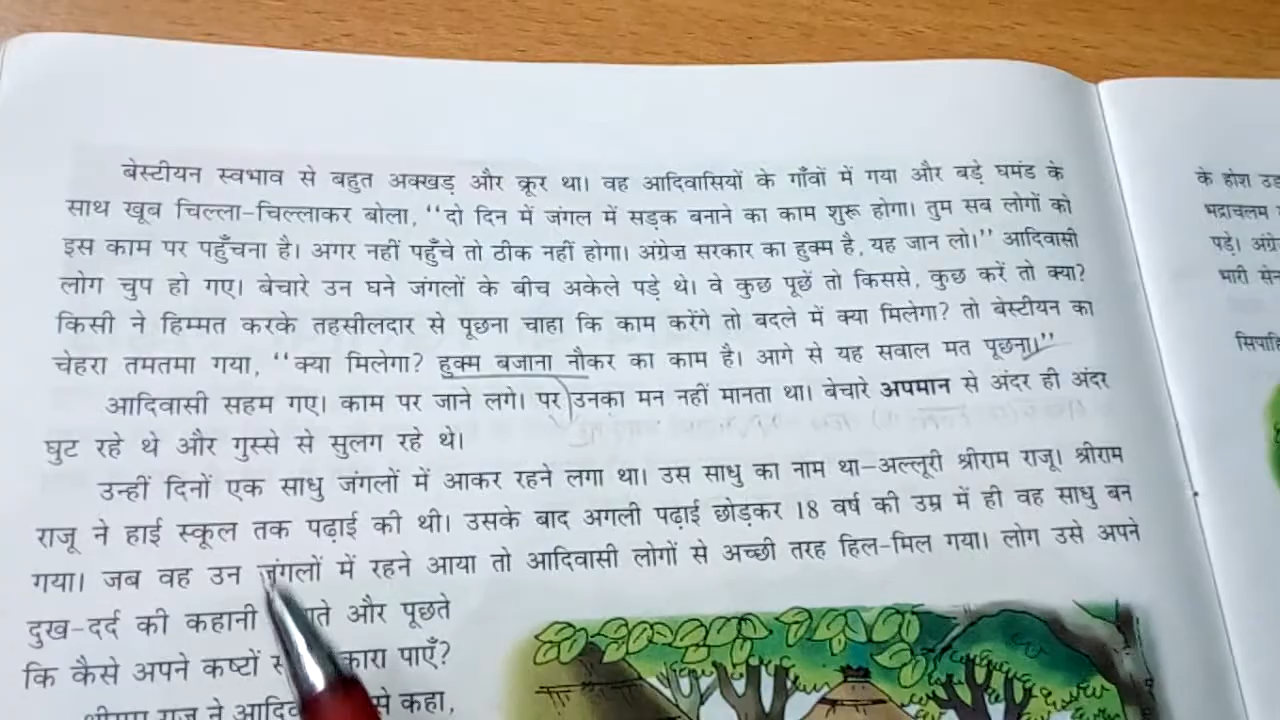 बेस्टीयन स्वभाव से बहुत अक्खड़ और क्रूर था। वह आदिवासियों के गाँवों में गया और बड़े घमंड के
साथ खूब चिल्ला-चिल्लाकर बोला, “दो दिन में जंगल में सड़क बनाने का काम शुरू होगा। तुम सब लोगों को
इस काम पर पहुँचना है। अगर नहीं पहुँचे तो ठीक नहीं होगा। अंग्रेज़ सरकार का हुक्म है, यह जान लो।” आदिवासी
लोग चुप हो गए। बेचारे उन घने जंगलों के बीच अकेले पड़े थे। वे कुछ पूछें तो किससे, कुछ करें तो क्या?
किसी ने हिम्मत करके तहसीलदार से पूछना चाहा कि काम करेंगे तो बदले में क्या मिलेगा? तो बेस्टीयन का
चेहरा तमतमा गया, “क्या मिलेगा? हुक्म बजाना नौकर का काम है। आगे से यह सवाल मत पूछना।”
आदिवासी सहम गए। काम पर जाने लगे। पर उनका मन नहीं मानता था। बेचारे अपमान से अंदर ही अंदर
घुट रहे थे और गुस्से से सुलग रहे थे।
उन्हीं दिनों एक साधु जंगलों में आकर रहने लगा था। उस साधु का नाम था-अल्लूरी श्रीराम राजू। श्रीराम
राजू ने हाई स्कूल तक पढ़ाई की थी। उसके बाद अगली पढ़ाई छोड़कर 18 वर्ष की उम्र में ही वह साधु बन
गया। जब वह उन जंगलों में रहने आया तो आदिवासी लोगों से अच्छी तरह हिल-मिल गया। लोग उसे अपने
दुख-दर्द की कहानी और पूछते
कि कैसे अपने कष्टों पाएँ?
राजू ने से कहा,
के होश
भद्राचलम
पड़े।
भारी